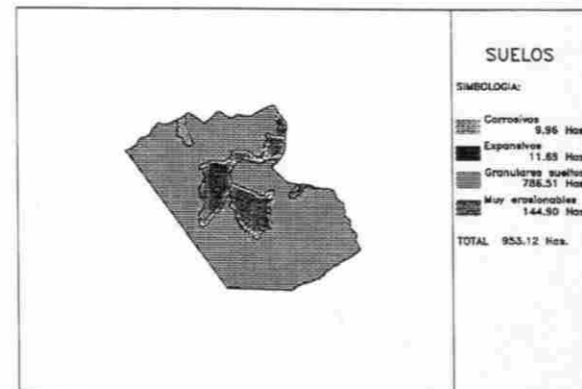 SUELOS
SIMBOLOGIA:
Corrosivos
9.96 Has
Expansivos
11.65 Has
Granulares sueltos
786.51 Has
Muy erosionables
144.90 Has
TOTAL 953.12 Has.